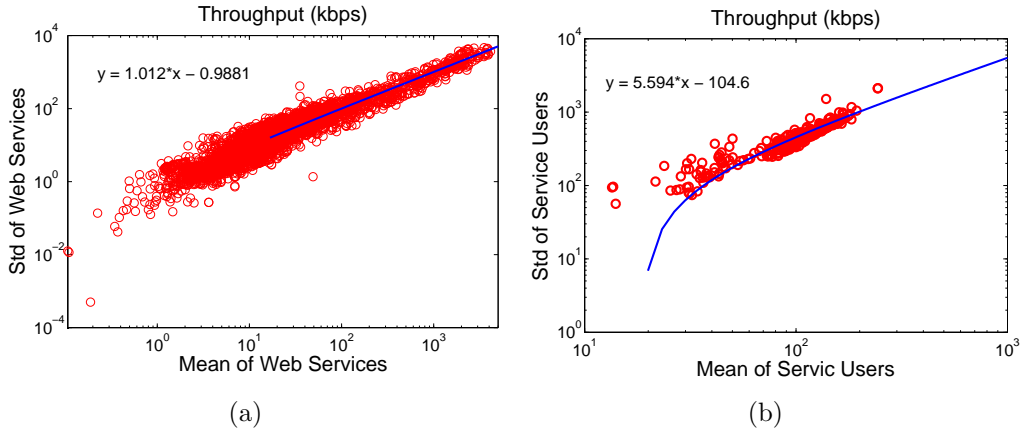 Throughput (kbps)
10^4
10^2
10^0
10^−2
10^−4
y = 1.012*x − 0.9881
Std of Web Services
10^0
10^1
10^2
10^3
Mean of Web Services
(a)
Throughput (kbps)
10^4
10^3
10^2
10^1
10^0
y = 5.594*x − 104.6
Std of Service Users
10^1
10^2
10^3
Mean of Servic Users
(b)